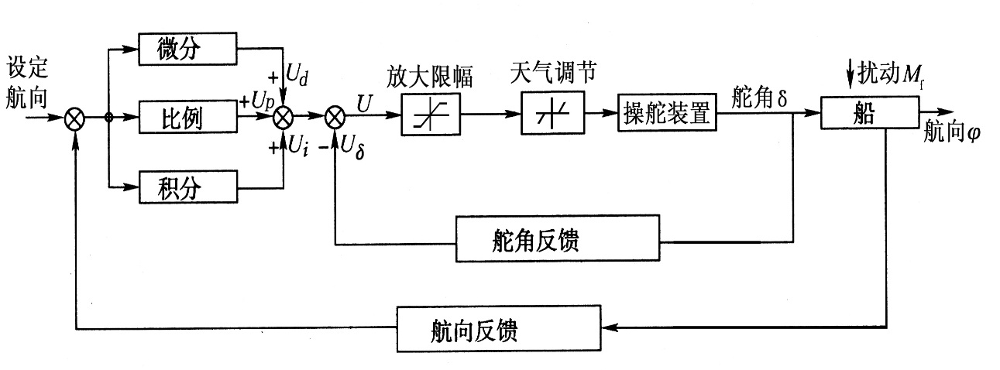 设定
航向
微分
比例
积分
+
U_d
+U_p
+
U_i
U
−
U_δ
放大限幅
天气调节
操舵装置
舵角δ
扰动M_f
船
航向φ
舵角反馈
航向反馈